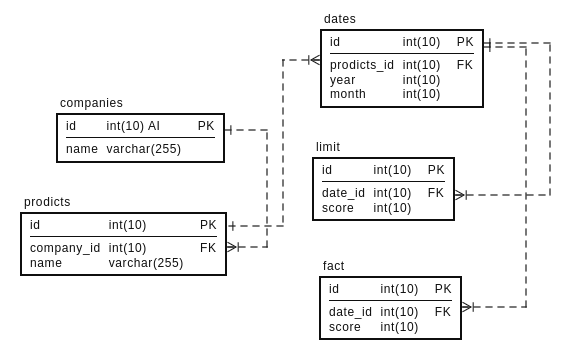 dates
id int(10) PK
prodicts_id int(10) FK
year int(10)
month int(10)
companies
id int(10) AI PK
name varchar(255)
limit
id int(10) PK
date_id int(10) FK
score int(10)
prodicts
id int(10) PK
company_id int(10) FK
name varchar(255)
fact
id int(10) PK
date_id int(10) FK
score int(10)